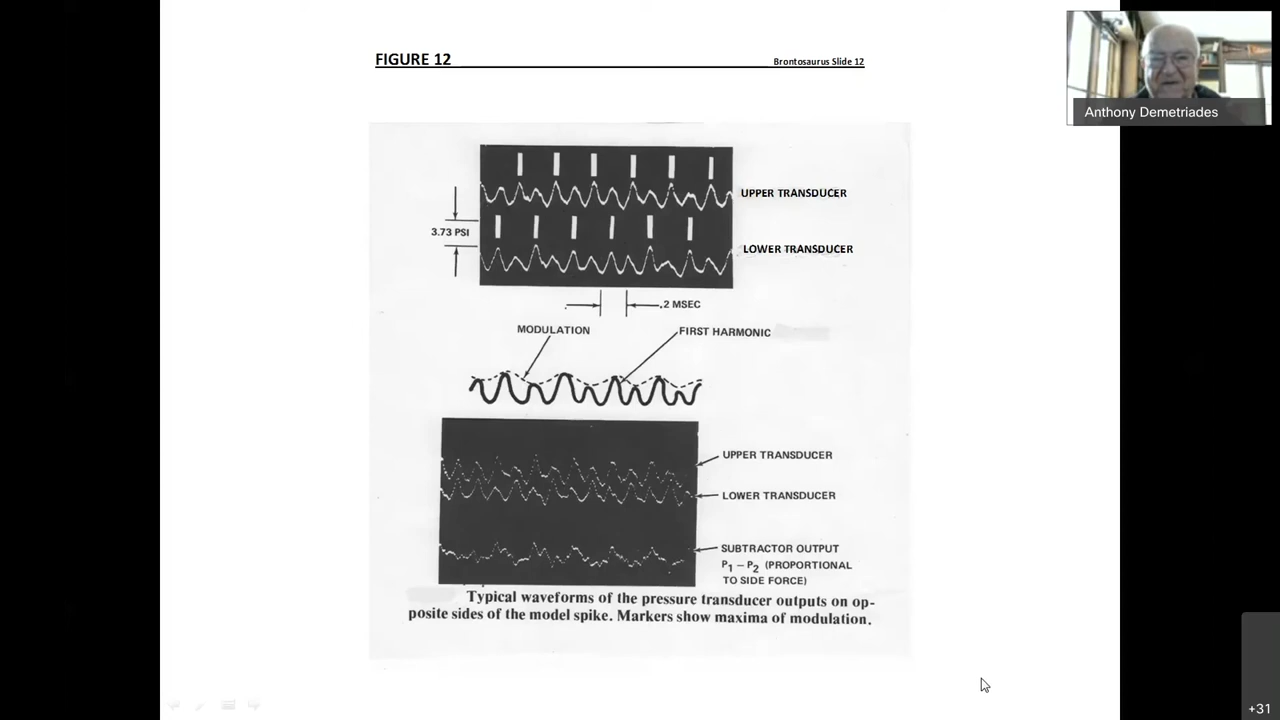 FIGURE 12
Brontosaurus Slide 12
Anthony Demetriades
UPPER TRANSDUCER
3.73 PSI
LOWER TRANSDUCER
.2 MSEC
MODULATION
FIRST HARMONIC
UPPER TRANSDUCER
LOWER TRANSDUCER
SUBTRACTOR OUTPUT
P1 – P2 (PROPORTIONAL
TO SIDE FORCE)
Typical waveforms of the pressure transducer outputs on op-
posite sides of the model spike. Markers show maxima of modulation.
+31